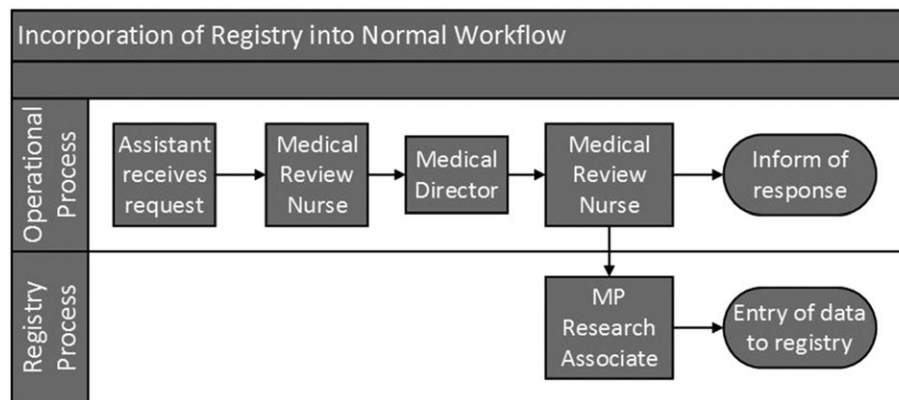 Incorporation of Registry into Normal Workflow
Operational
Process
Assistant
receives
request
Medical
Review
Nurse
Medical
Director
Medical
Review
Nurse
Inform of
response
Registry
Process
MP
Research
Associate
Entry of data
to registry